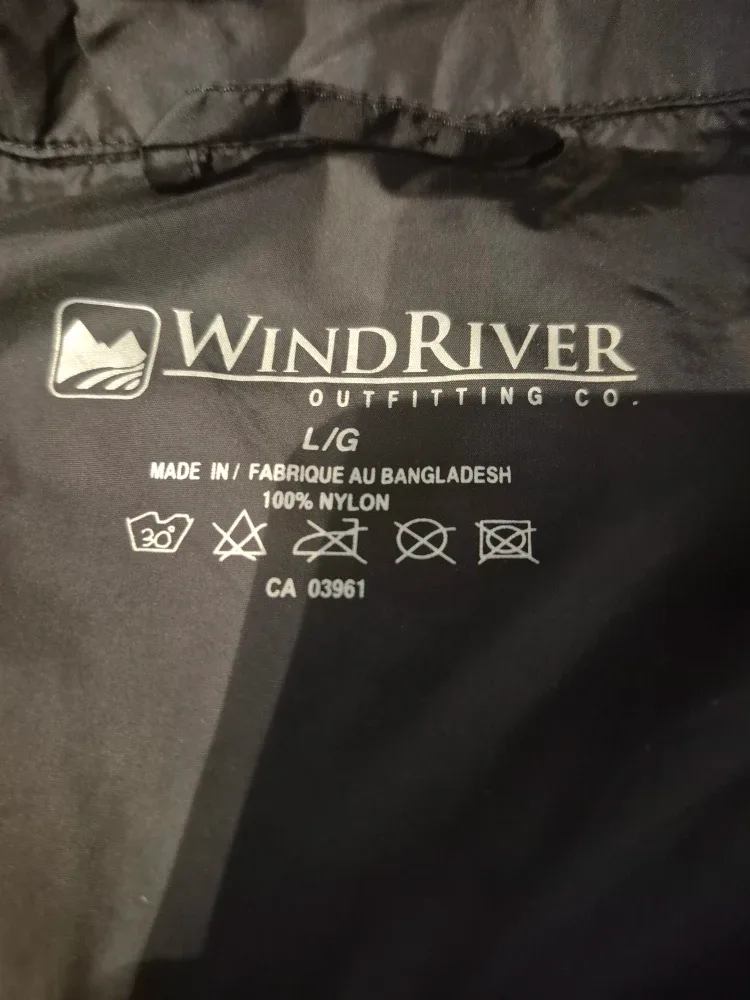 WINDRIVER
OUTFITTING CO.
L/G
MADE IN / FABRIQUE AU BANGLADESH
100% NYLON
30°
CA 03961